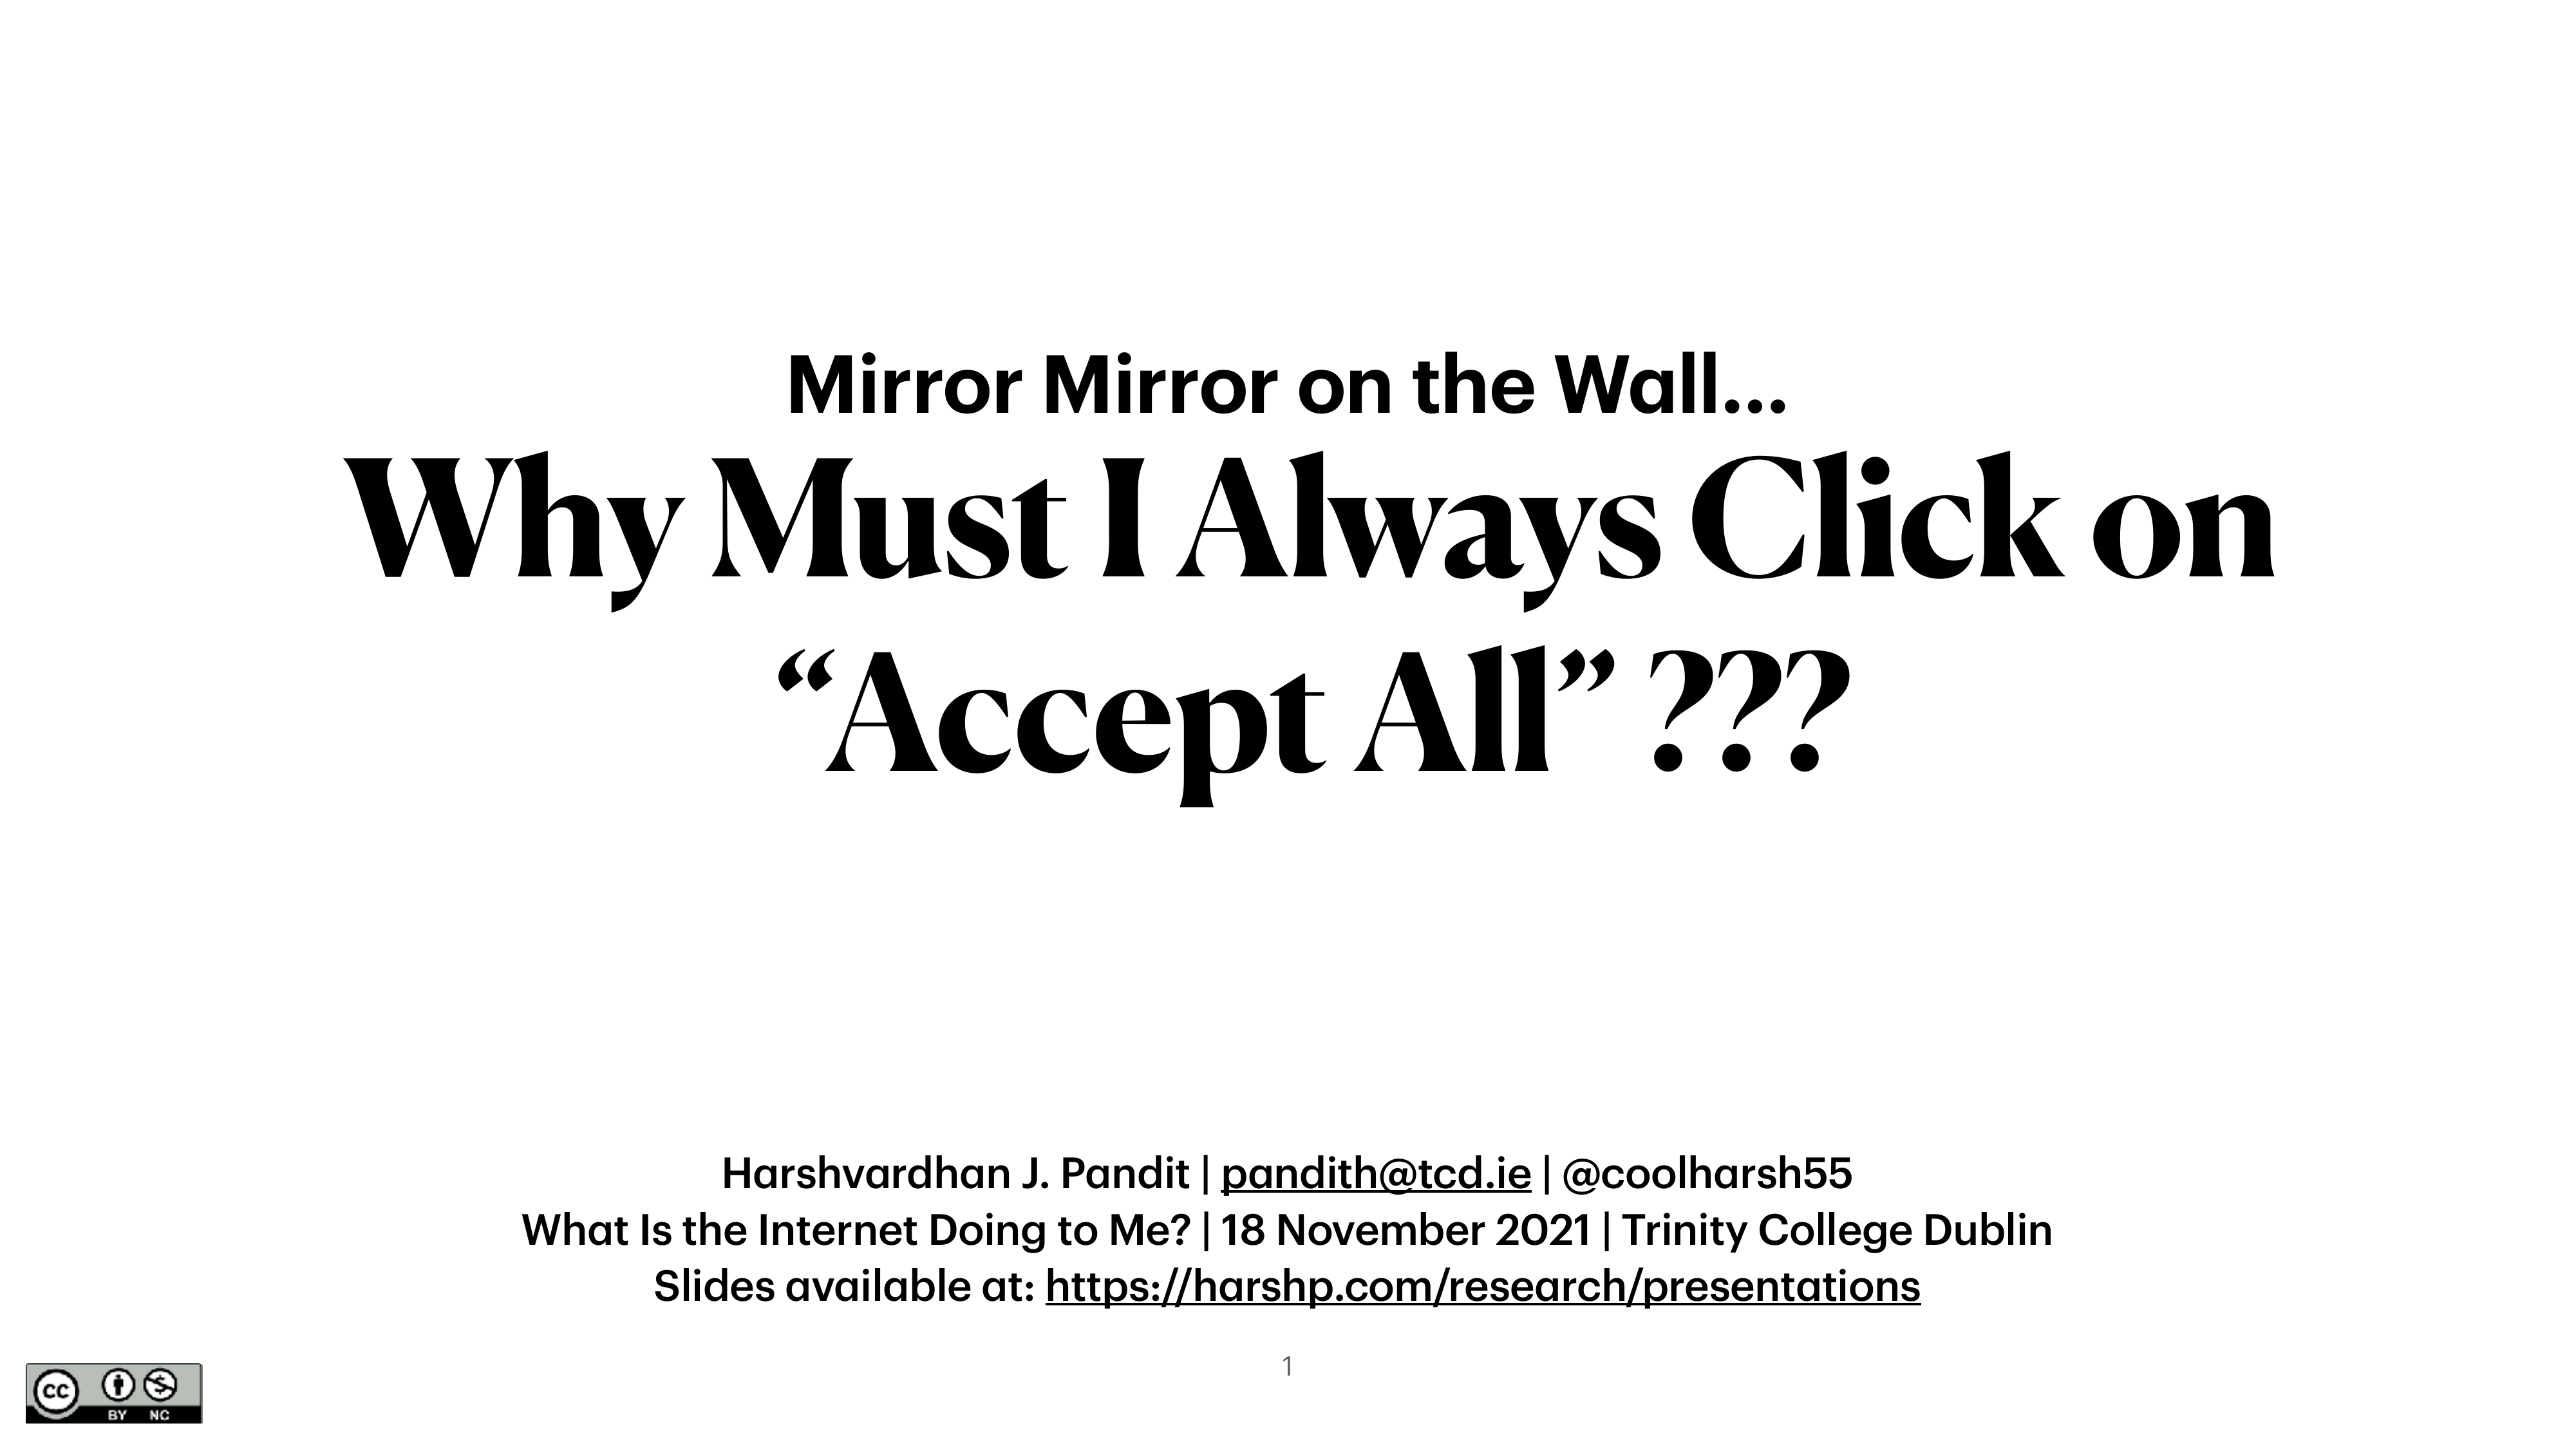 Mirror Mirror on the Wall...
Why Must I Always Click on
“Accept All” ???
Harshvardhan J. Pandit | pandith@tcd.ie | @coolharsh55
What Is the Internet Doing to Me? | 18 November 2021 | Trinity College Dublin
Slides available at: https://harshp.com/research/presentations
1
cc
BY NC